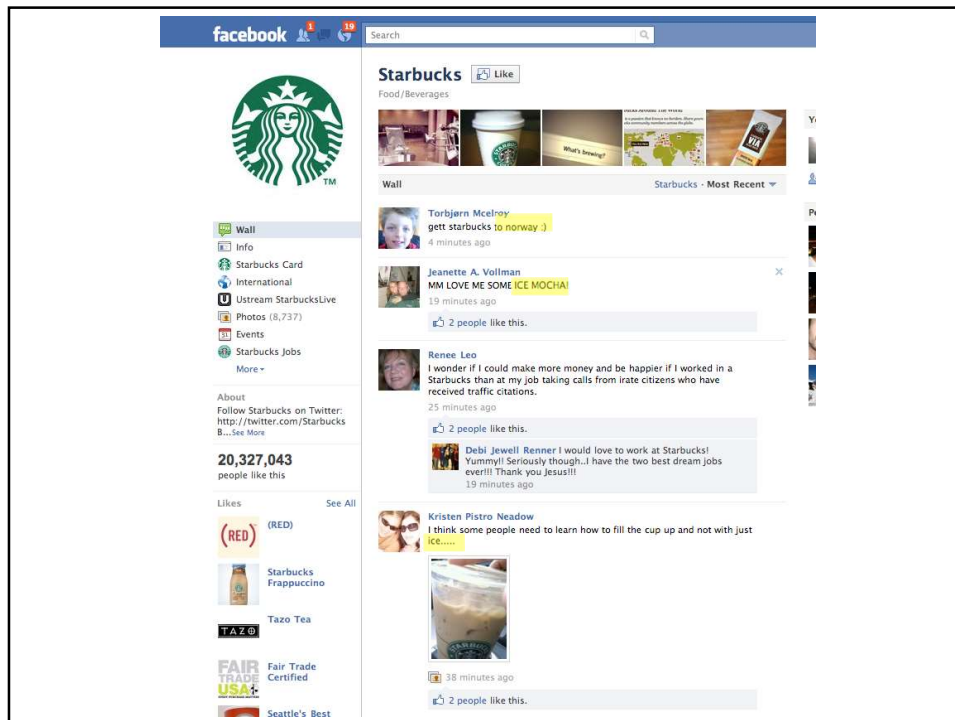 facebook
1
19
Search
Starbucks
Like
Food/Beverages
What's brewing?
VIA
TM
Wall
Starbucks · Most Recent
Wall
Info
Starbucks Card
International
Ustream StarbucksLive
Photos (8,737)
Events
Starbucks Jobs
More
About
Follow Starbucks on Twitter:
http://twitter.com/Starbucks
B...See More
20,327,043
people like this
Likes
See All
(RED)
(RED)
Starbucks
Frappuccino
TAZO
Tazo Tea
FAIR
TRADE
USA
Fair Trade
Certified
Seattle's Best
Torbjørn Mcelroy
gett starbucks to norway :)
4 minutes ago
Jeanette A. Vollman
MM LOVE ME SOME ICE MOCHA!
19 minutes ago
2 people like this.
Renee Leo
I wonder if I could make more money and be happier if I worked in a
Starbucks than at my job taking calls from irate citizens who have
received traffic citations.
25 minutes ago
2 people like this.
Debi Jewell Renner I would love to work at Starbucks!
Yummy!! Seriously though..I have the two best dream jobs
ever!!! Thank you Jesus!!!
19 minutes ago
Kristen Pistro Neadow
I think some people need to learn how to fill the cup up and not with just
ice.....
38 minutes ago
2 people like this.